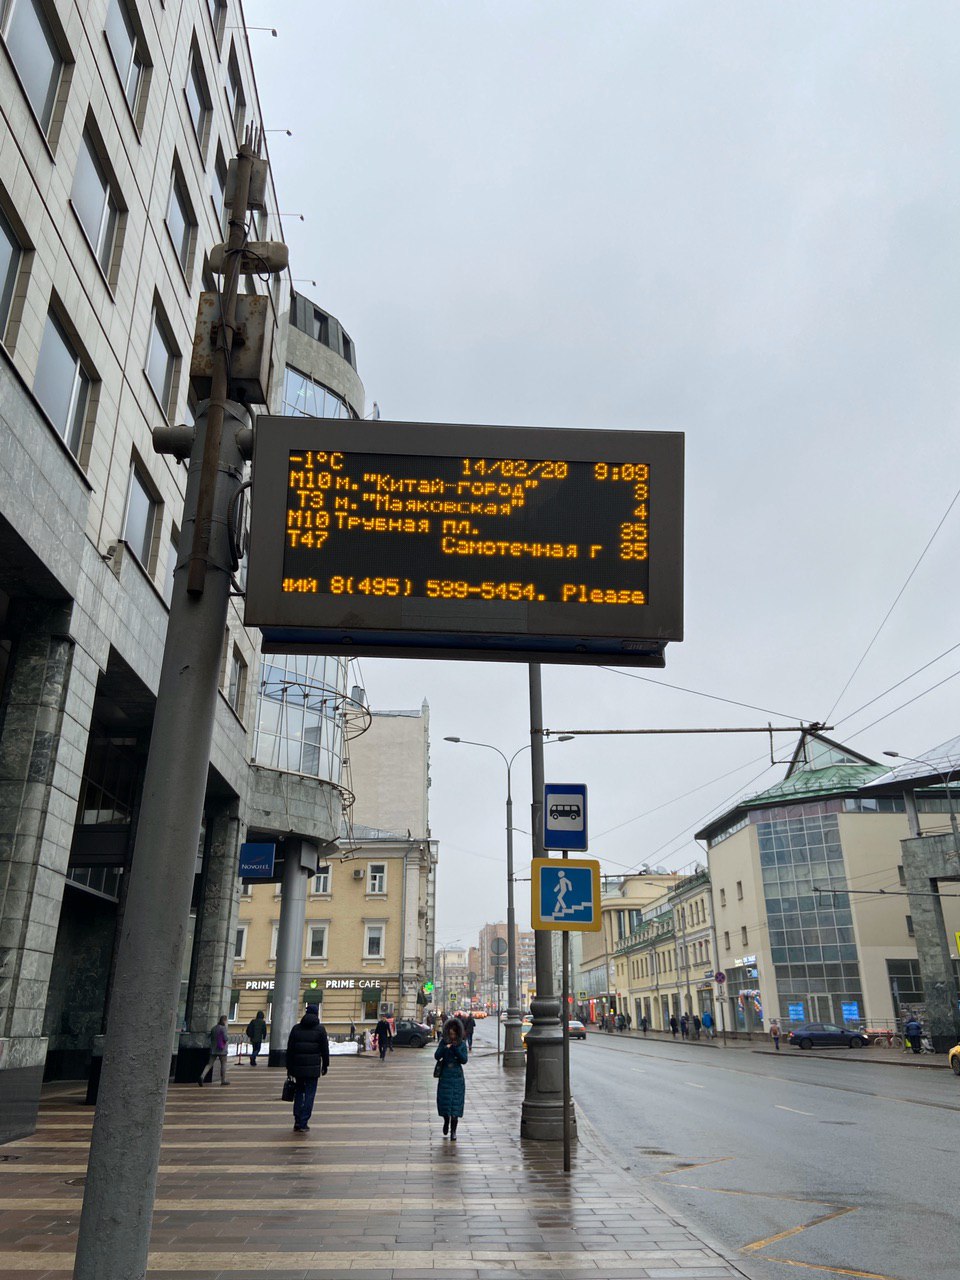 -1°C 14/02/20 9:09
М10 м."Китай-город" 3
Т3 м."Маяковская" 4
М10 Трубная пл. 35
Т47 Самотечная г 35
нии 8(495) 539-5454. Please
NOVOTEL
PRIME
PRIME CAFE